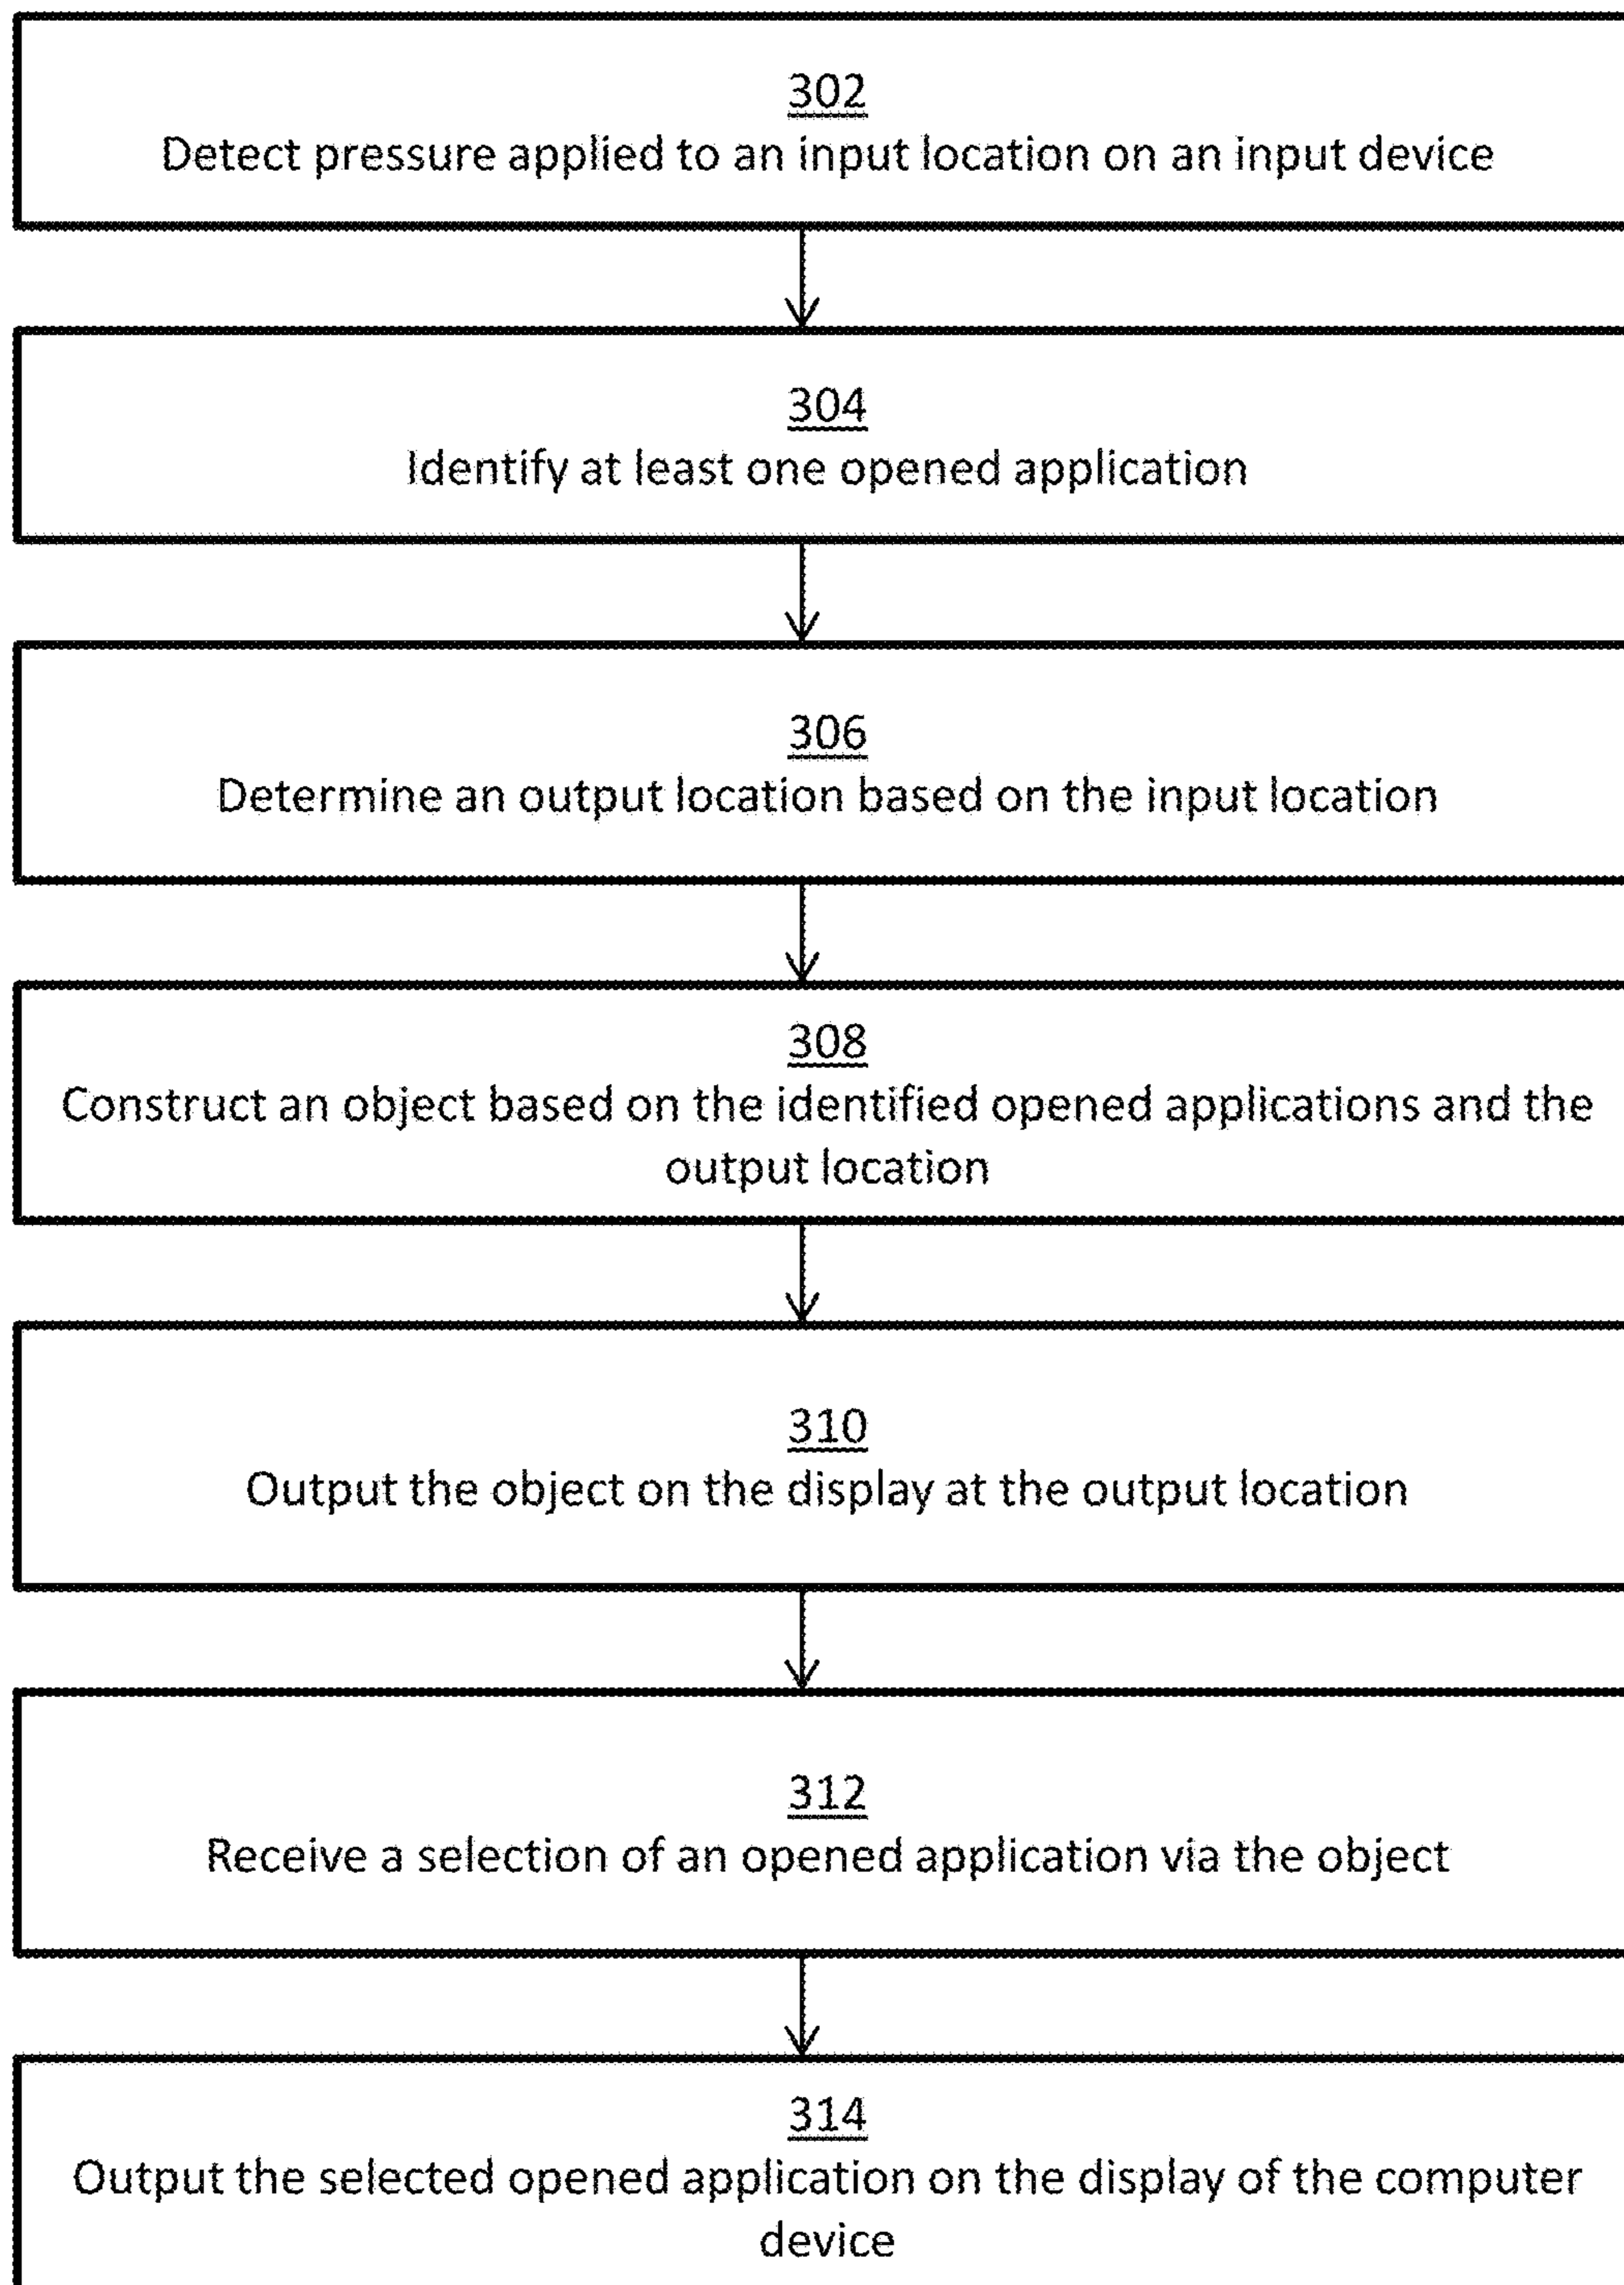 302
Detect pressure applied to an input location on an input device
304
Identify at least one opened application
306
Determine an output location based on the input location
308
Construct an object based on the identified opened applications and the
output location
310
Output the object on the display at the output location
312
Receive a selection of an opened application via the object
314
Output the selected opened application on the display of the computer
device